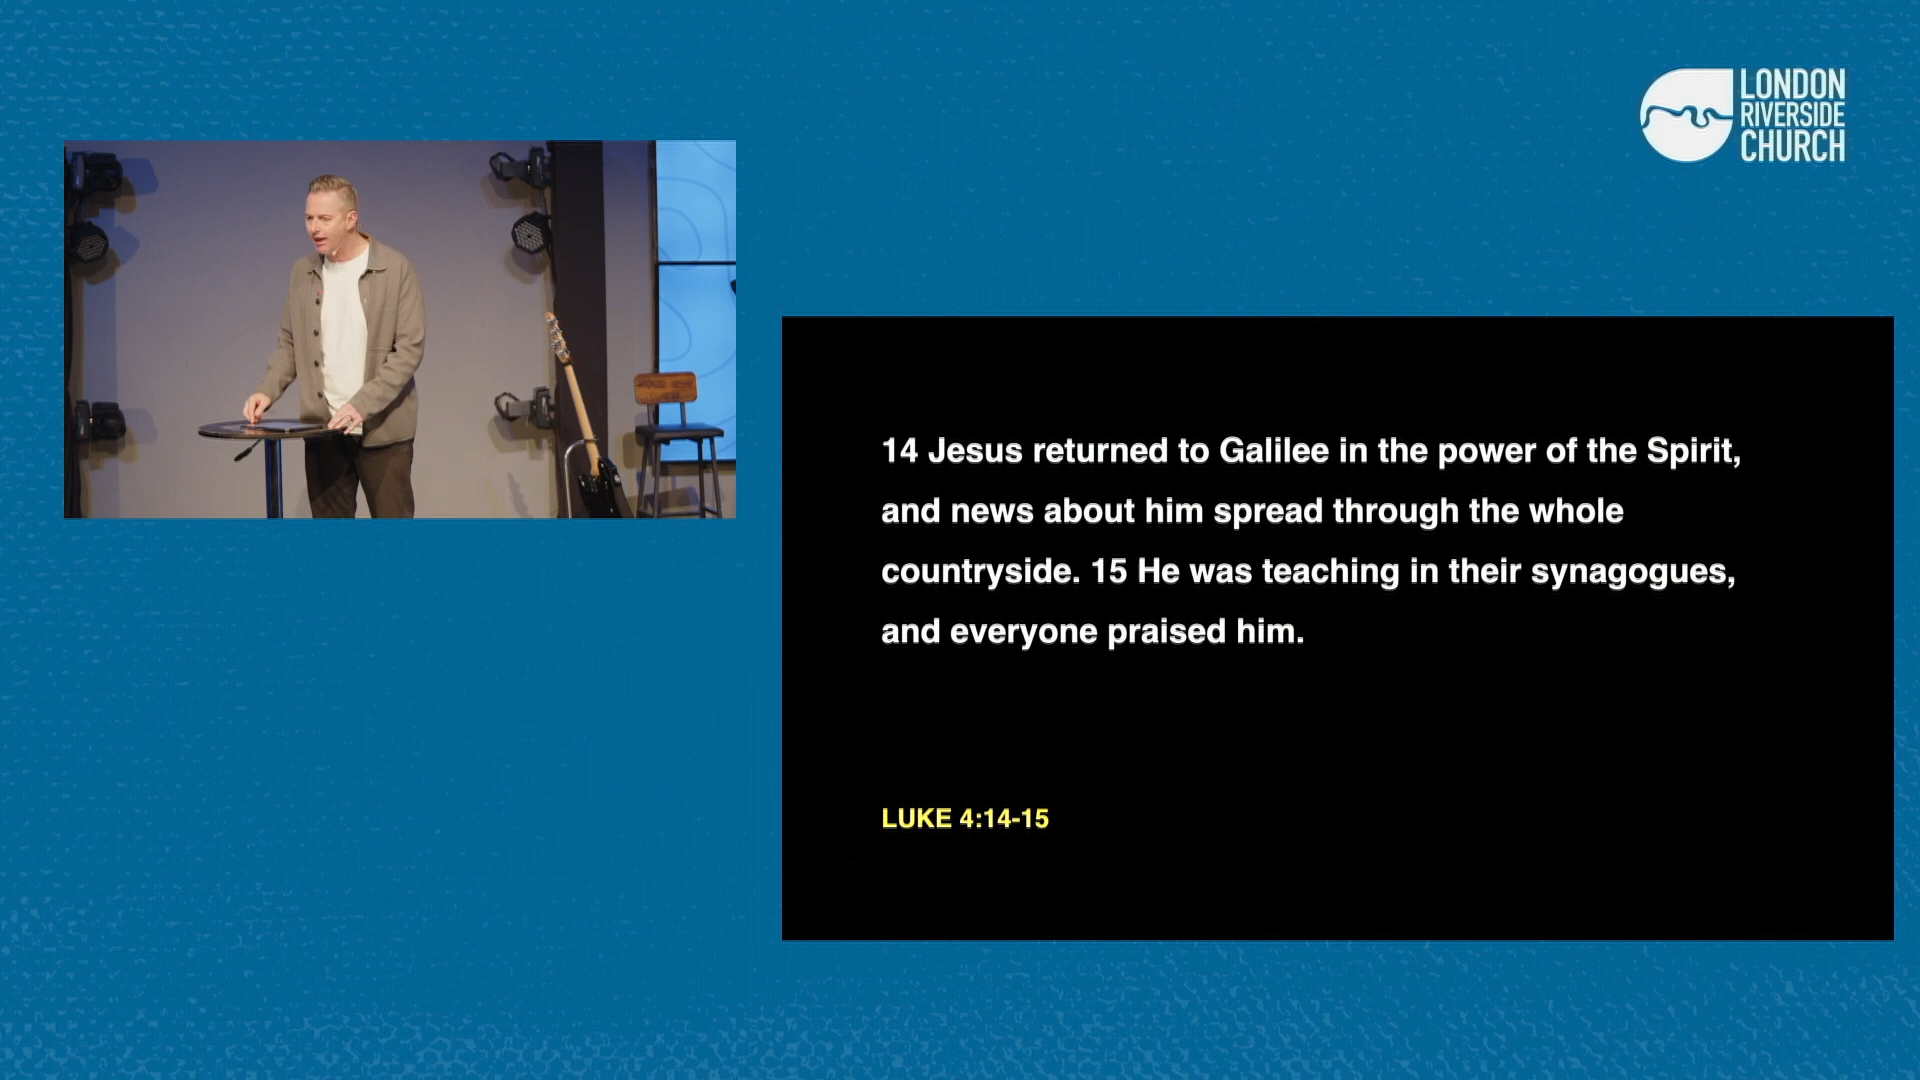 LONDON
RIVERSIDE
CHURCH
14 Jesus returned to Galilee in the power of the Spirit,
and news about him spread through the whole
countryside. 15 He was teaching in their synagogues,
and everyone praised him.
LUKE 4:14-15